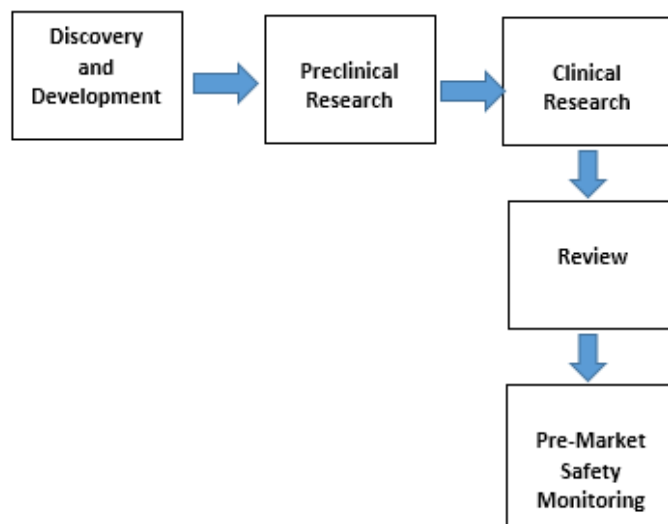 Discovery
and
Development
Preclinical
Research
Clinical
Research
Review
Pre-Market
Safety
Monitoring